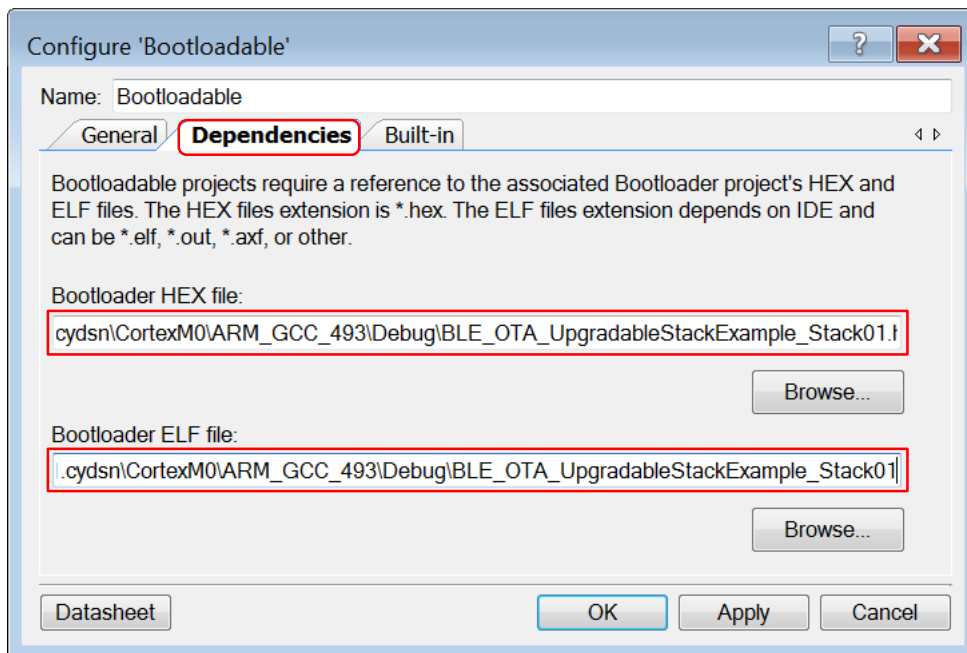 Configure 'Bootloadable'
Name: Bootloadable
General Dependencies Built-in
Bootloadable projects require a reference to the associated Bootloader project's HEX and
ELF files. The HEX files extension is *.hex. The ELF files extension depends on IDE and
can be *.elf, *.out, *.axf, or other.
Bootloader HEX file:
cydsn\CortexM0\ARM_GCC_493\Debug\BLE_OTA_UpgradableStackExample_Stack01.h
Browse...
Bootloader ELF file:
.cydsn\CortexM0\ARM_GCC_493\Debug\BLE_OTA_UpgradableStackExample_Stack01
Browse...
Datasheet OK Apply Cancel